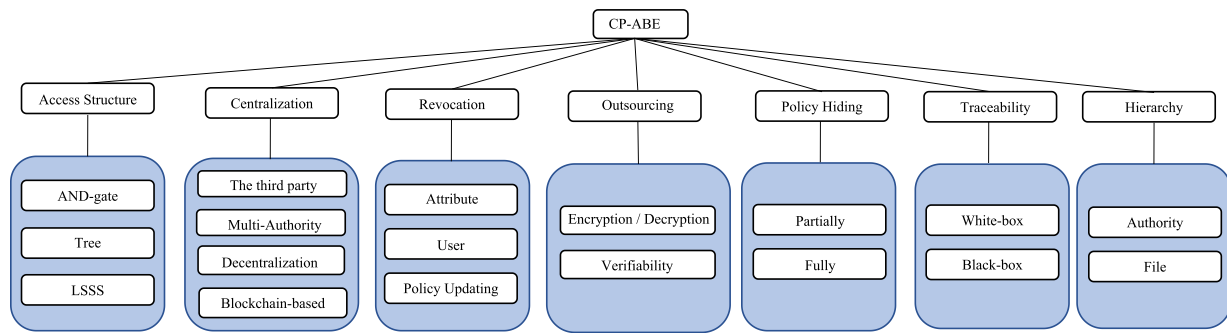 CP-ABE
Access Structure
Centralization
Revocation
Outsourcing
Policy Hiding
Traceability
Hierarchy
AND-gate
Tree
LSSS
The third party
Multi-Authority
Decentralization
Blockchain-based
Attribute
User
Policy Updating
Encryption / Decryption
Verifiability
Partially
Fully
White-box
Black-box
Authority
File